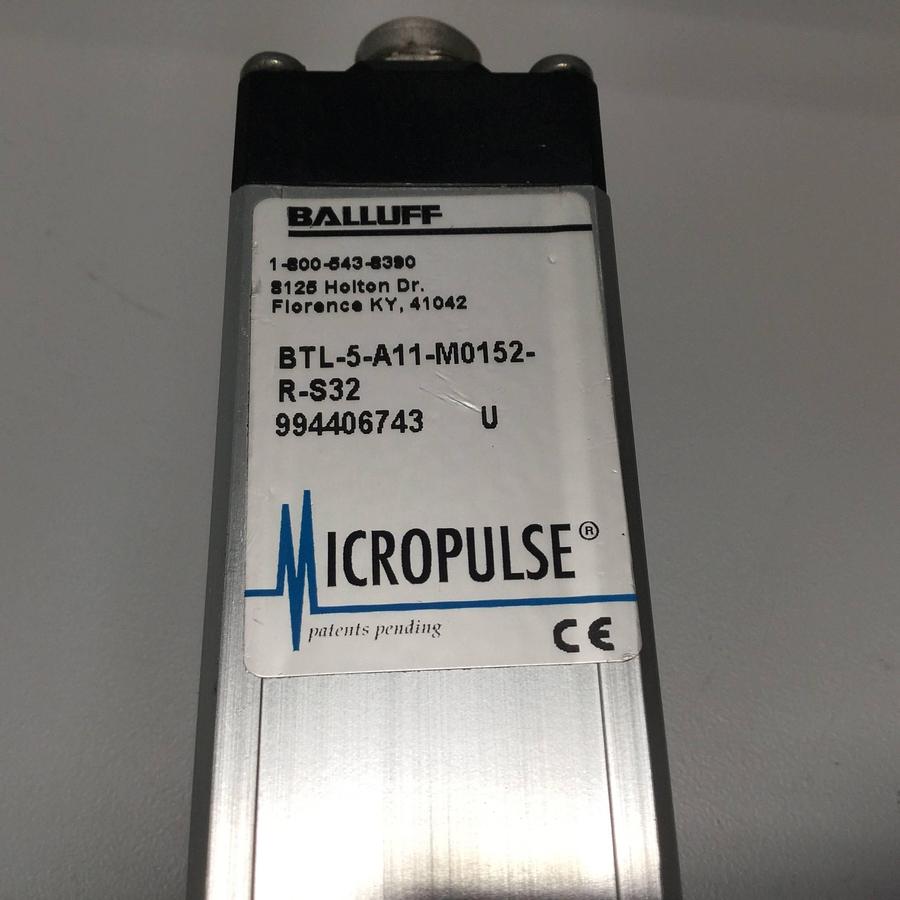 BALLUFF
1-800-543-8390
8125 Holton Dr.
Florence KY, 41042
BTL-5-A11-M0152-
R-S32
994406743 U
MICROPULSE®
patents pending
CE